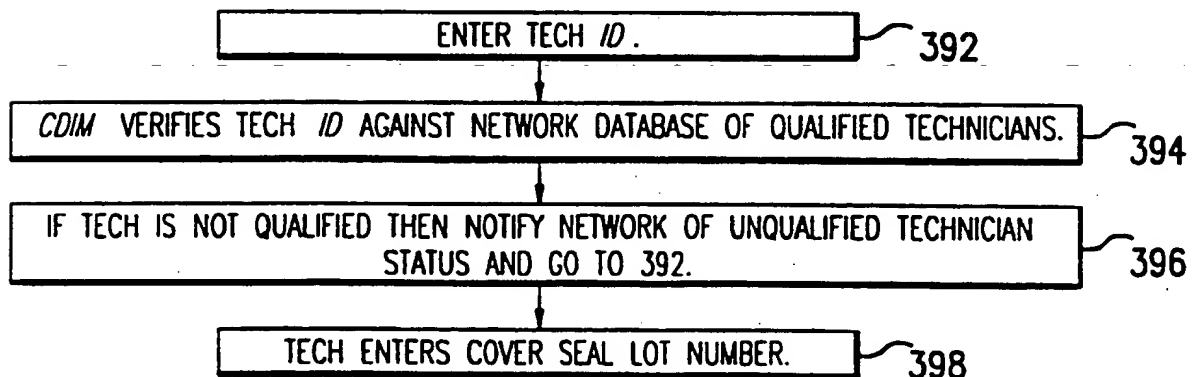 ENTER TECH ID.
392
CDIM VERIFIES TECH ID AGAINST NETWORK DATABASE OF QUALIFIED TECHNICIANS.
394
IF TECH IS NOT QUALIFIED THEN NOTIFY NETWORK OF UNQUALIFIED TECHNICIAN
STATUS AND GO TO 392.
396
TECH ENTERS COVER SEAL LOT NUMBER.
398